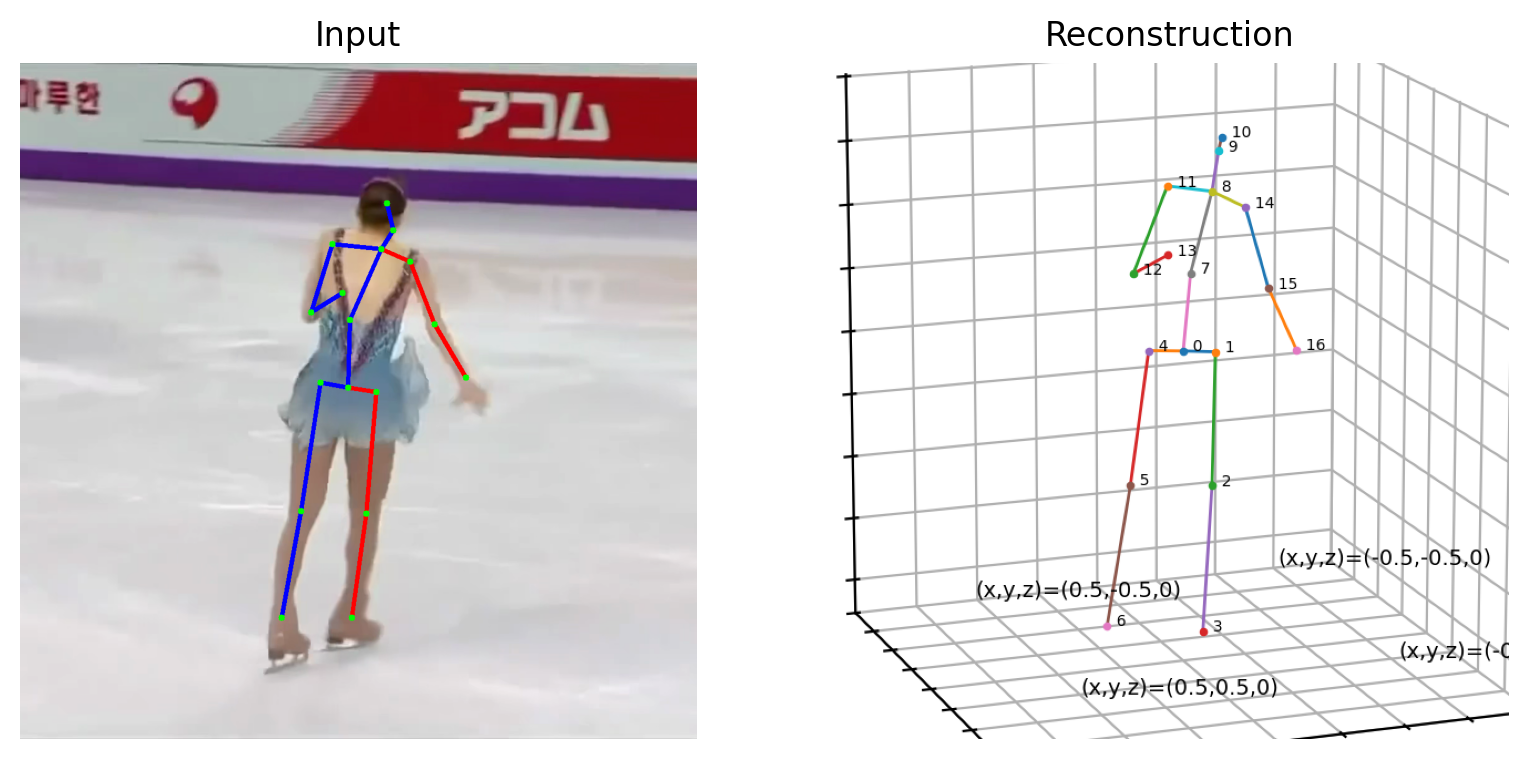 Input
Reconstruction
마루한
アコム
10
9
11
8
14
13
12
7
15
4
0
1
16
5
2
(x,y,z)=(-0.5,-0.5,0)
(x,y,z)=(0.5,-0.5,0)
6
3
(x,y,z)=(-0
(x,y,z)=(0.5,0.5,0)